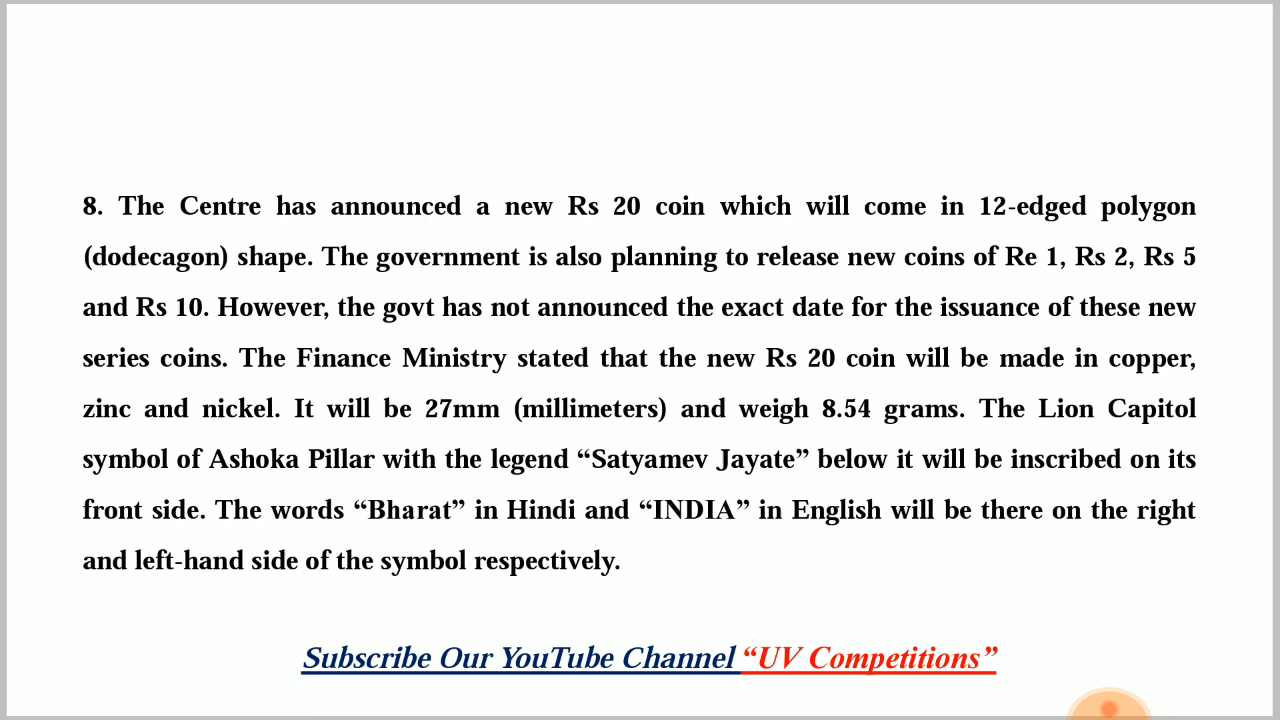 8. The Centre has announced a new Rs 20 coin which will come in 12-edged polygon
(dodecagon) shape. The government is also planning to release new coins of Re 1, Rs 2, Rs 5
and Rs 10. However, the govt has not announced the exact date for the issuance of these new
series coins. The Finance Ministry stated that the new Rs 20 coin will be made in copper,
zinc and nickel. It will be 27mm (millimeters) and weigh 8.54 grams. The Lion Capitol
symbol of Ashoka Pillar with the legend “Satyamev Jayate” below it will be inscribed on its
front side. The words “Bharat” in Hindi and “INDIA” in English will be there on the right
and left-hand side of the symbol respectively.
Subscribe Our YouTube Channel “UV Competitions”